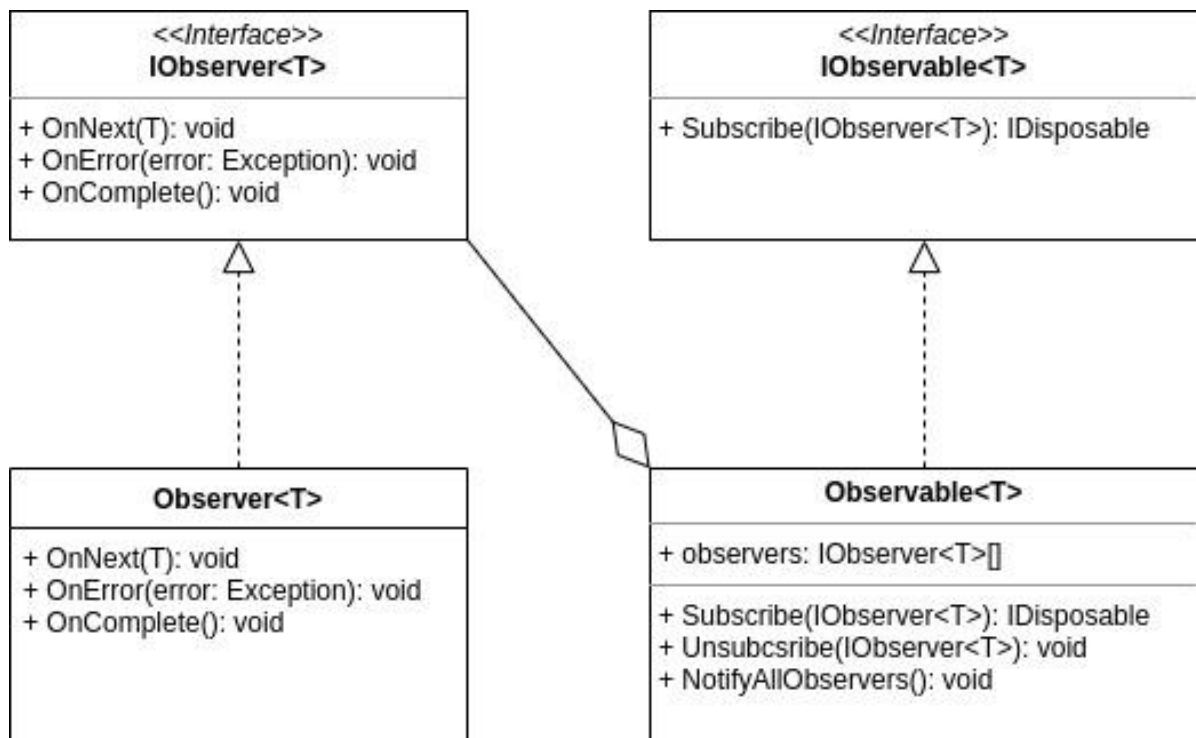 <<Interface>>
IObserver<T>
+ OnNext(T): void
+ OnError(error: Exception): void
+ OnComplete(): void
<<Interface>>
IObservable<T>
+ Subscribe(IObserver<T>): IDisposable
Observer<T>
+ OnNext(T): void
+ OnError(error: Exception): void
+ OnComplete(): void
Observable<T>
+ observers: IObserver<T>[]
+ Subscribe(IObserver<T>): IDisposable
+ Unsubcsribe(IObserver<T>): void
+ NotifyAllObservers(): void